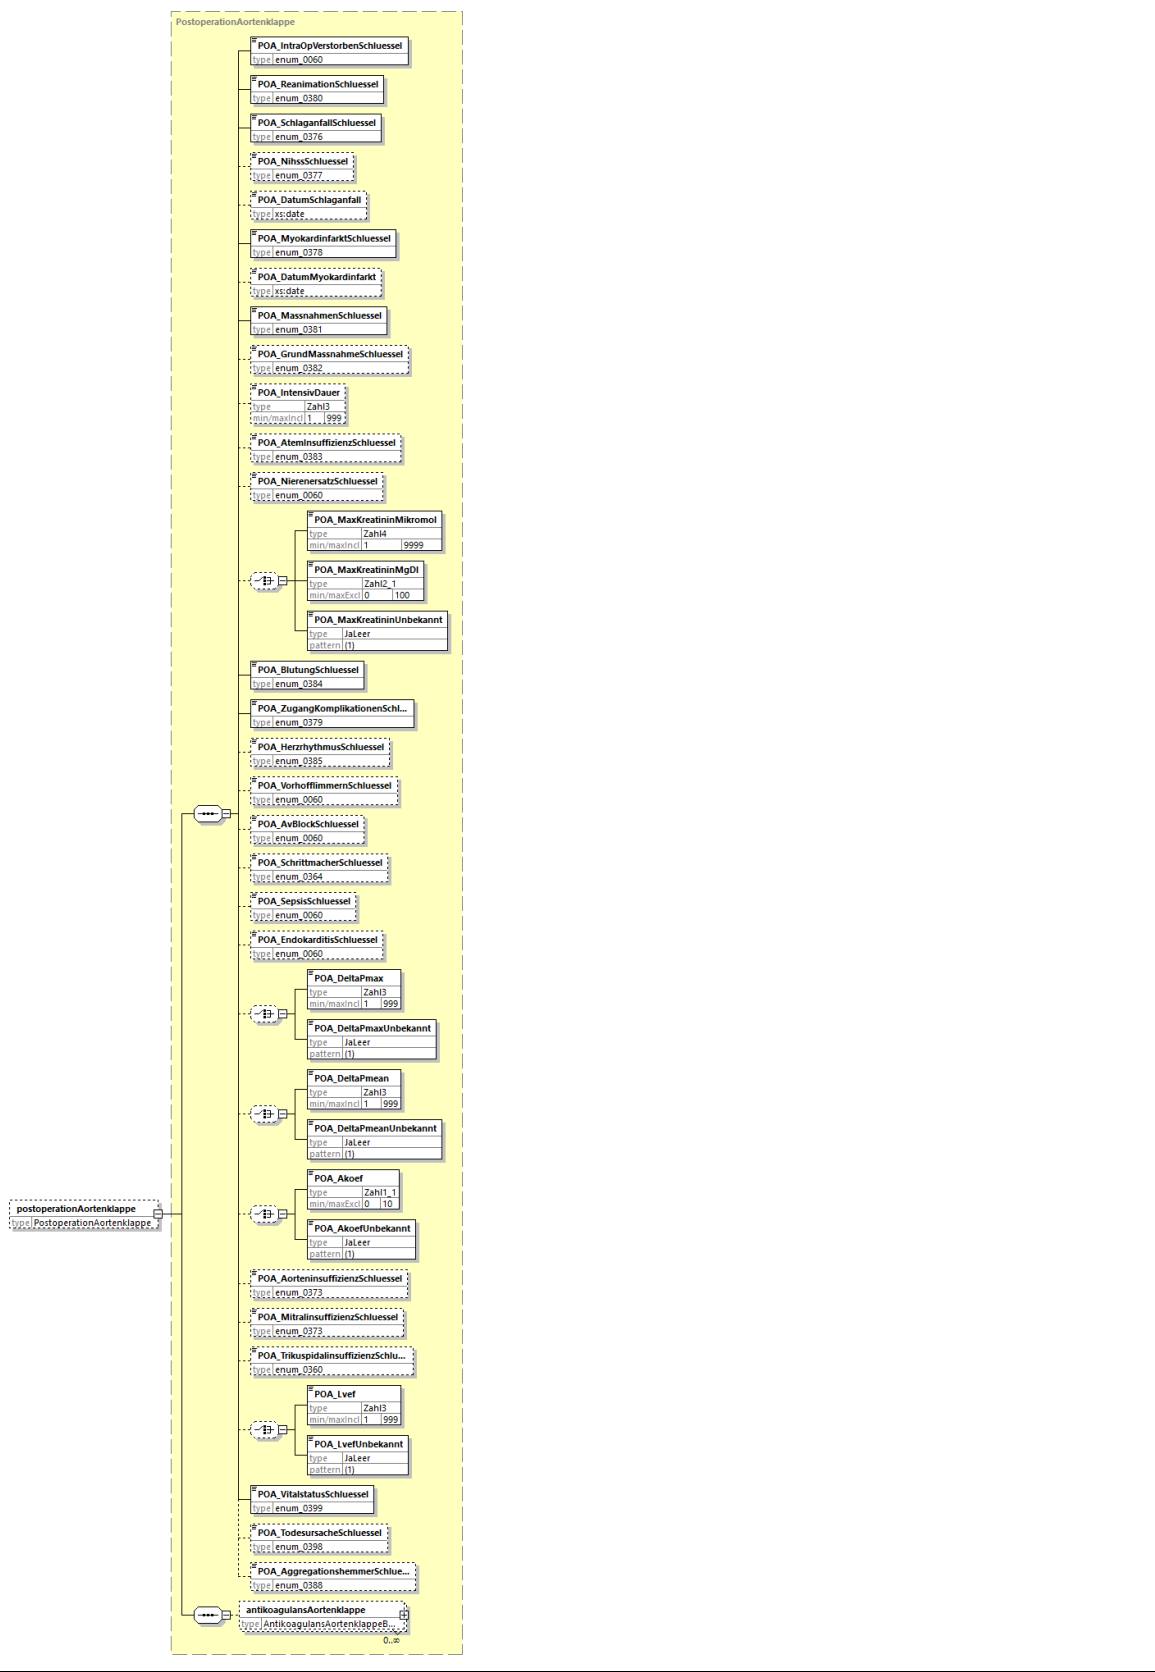 PostoperationAortenklappe
POA_IntraOpVerstorbenSchluessel
type enum_0060
POA_ReanimationSchluessel
type enum_0380
POA_SchlaganfallSchluessel
type enum_0376
POA_NihssSchluessel
type enum_0377
POA_DatumSchlaganfall
type xs:date
POA_MyokardinfarktSchluessel
type enum_0378
POA_DatumMyokardinfarkt
type xs:date
POA_MassnahmenSchluessel
type enum_0381
POA_GrundMassnahmeSchluessel
type enum_0382
POA_IntensivDauer
type Zahl3
min/maxIncl 1 999
POA_AtemInsuffizienzSchluessel
type enum_0383
POA_NierenersatzSchluessel
type enum_0060
POA_MaxKreatininMikromol
type Zahl4
min/maxIncl 1 9999
POA_MaxKreatininMgDl
type Zahl2_1
min/maxExcl 0 100
POA_MaxKreatininUnbekannt
type JaLeer
pattern (1)
POA_BlutungSchluessel
type enum_0384
POA_ZugangKomplikationenSchl...
type enum_0379
POA_HerzrhythmusSchluessel
type enum_0385
POA_VorhofflimmernSchluessel
type enum_0060
POA_AvBlockSchluessel
type enum_0060
POA_SchrittmacherSchluessel
type enum_0364
POA_SepsisSchluessel
type enum_0060
POA_EndokarditisSchluessel
type enum_0060
POA_DeltaPmax
type Zahl3
min/maxIncl 1 999
POA_DeltaPmaxUnbekannt
type JaLeer
pattern (1)
POA_DeltaPmean
type Zahl3
min/maxIncl 1 999
POA_DeltaPmeanUnbekannt
type JaLeer
pattern (1)
POA_Akoef
type Zahl1_1
min/maxExcl 0 10
postoperationAortenklappe
type PostoperationAortenklappe
POA_AkoefUnbekannt
type JaLeer
pattern (1)
POA_AorteninsuffizienzSchluessel
type enum_0373
POA_MitralinsuffizienzSchluessel
type enum_0373
POA_TrikuspidalinsuffizienzSchlu...
type enum_0360
POA_Lvef
type Zahl3
min/maxIncl 1 999
POA_LvefUnbekannt
type JaLeer
pattern (1)
POA_VitalstatusSchluessel
type enum_0399
POA_TodesursacheSchluessel
type enum_0398
POA_AggregationshemmerSchlue...
type enum_0388
antikoagulansAortenklappe
type AntikoagulansAortenklappeB...
0..∞